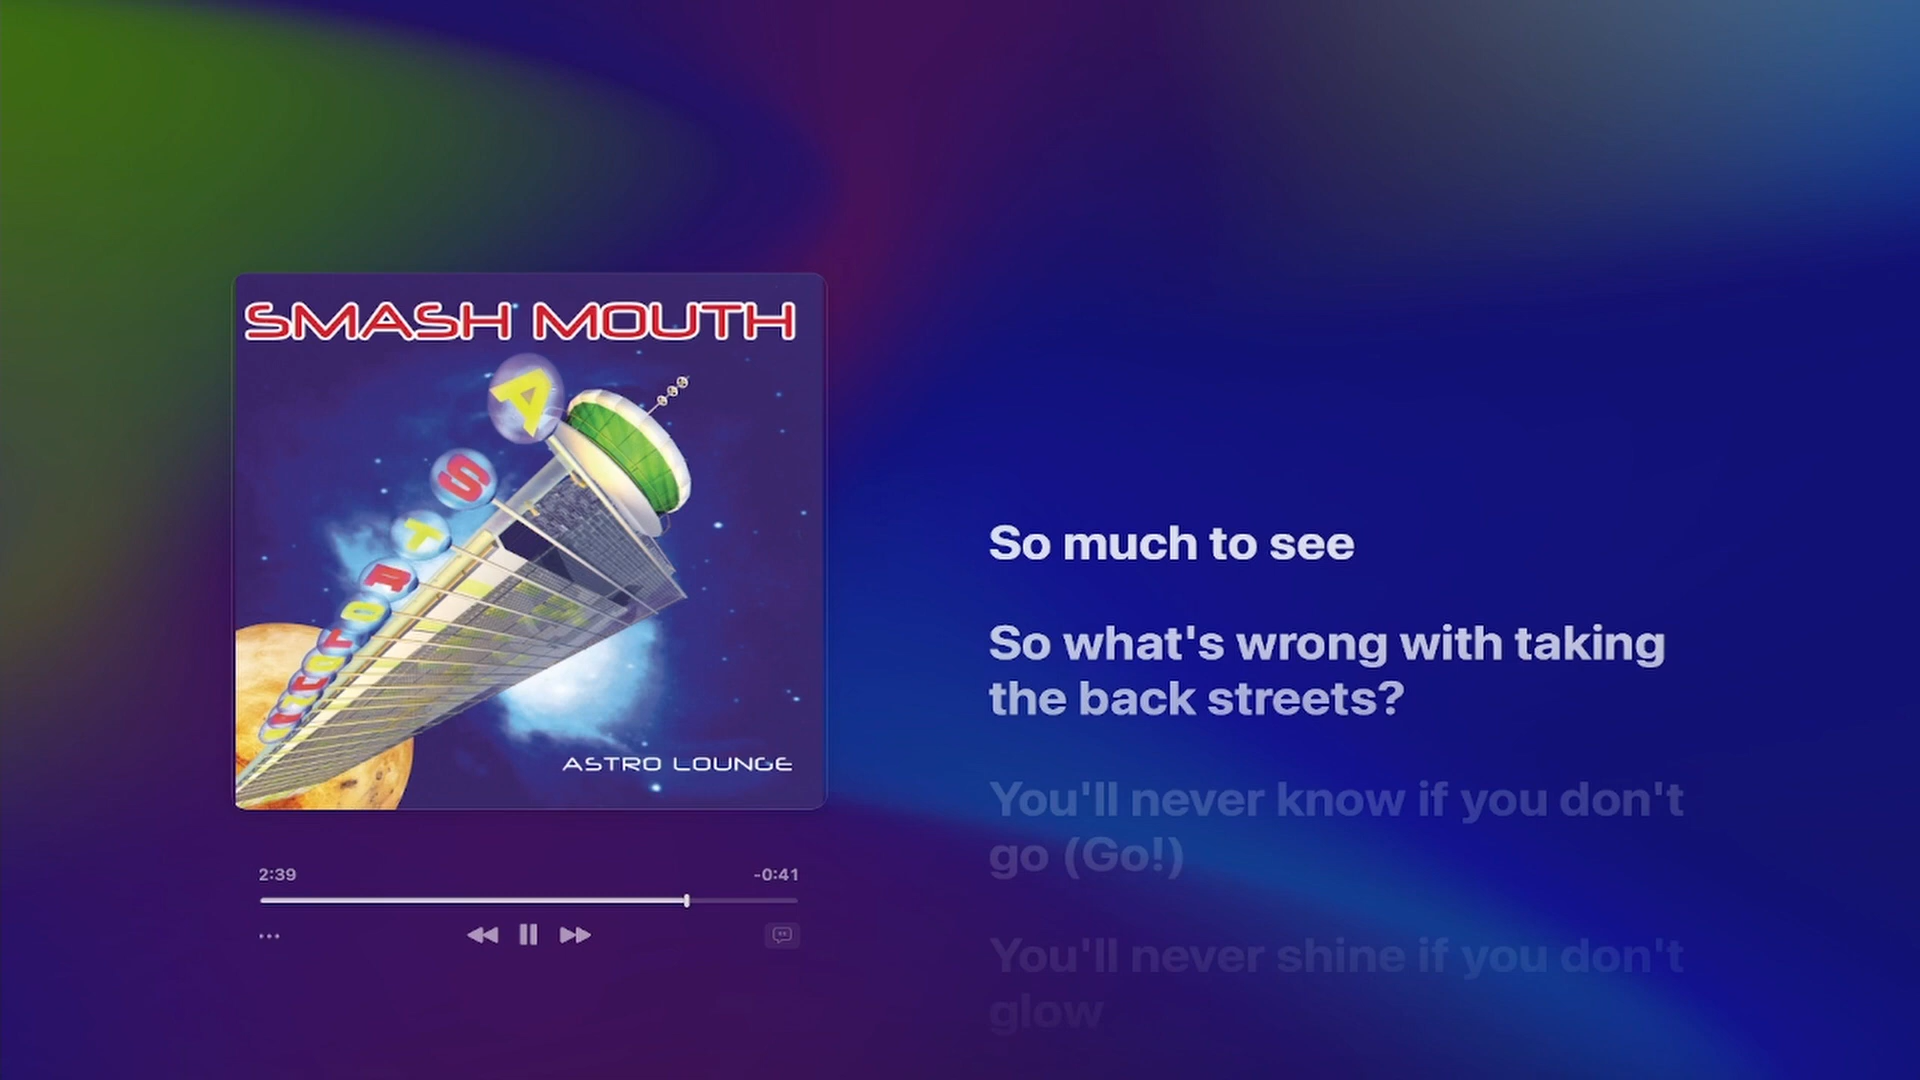 SMASH MOUTH
ASTRO LOUNGE
ASTROLOUNGE
2:39
-0:41
So much to see
So what's wrong with taking
the back streets?
You'll never know if you don't
go (Go!)
You'll never shine if you don't
glow